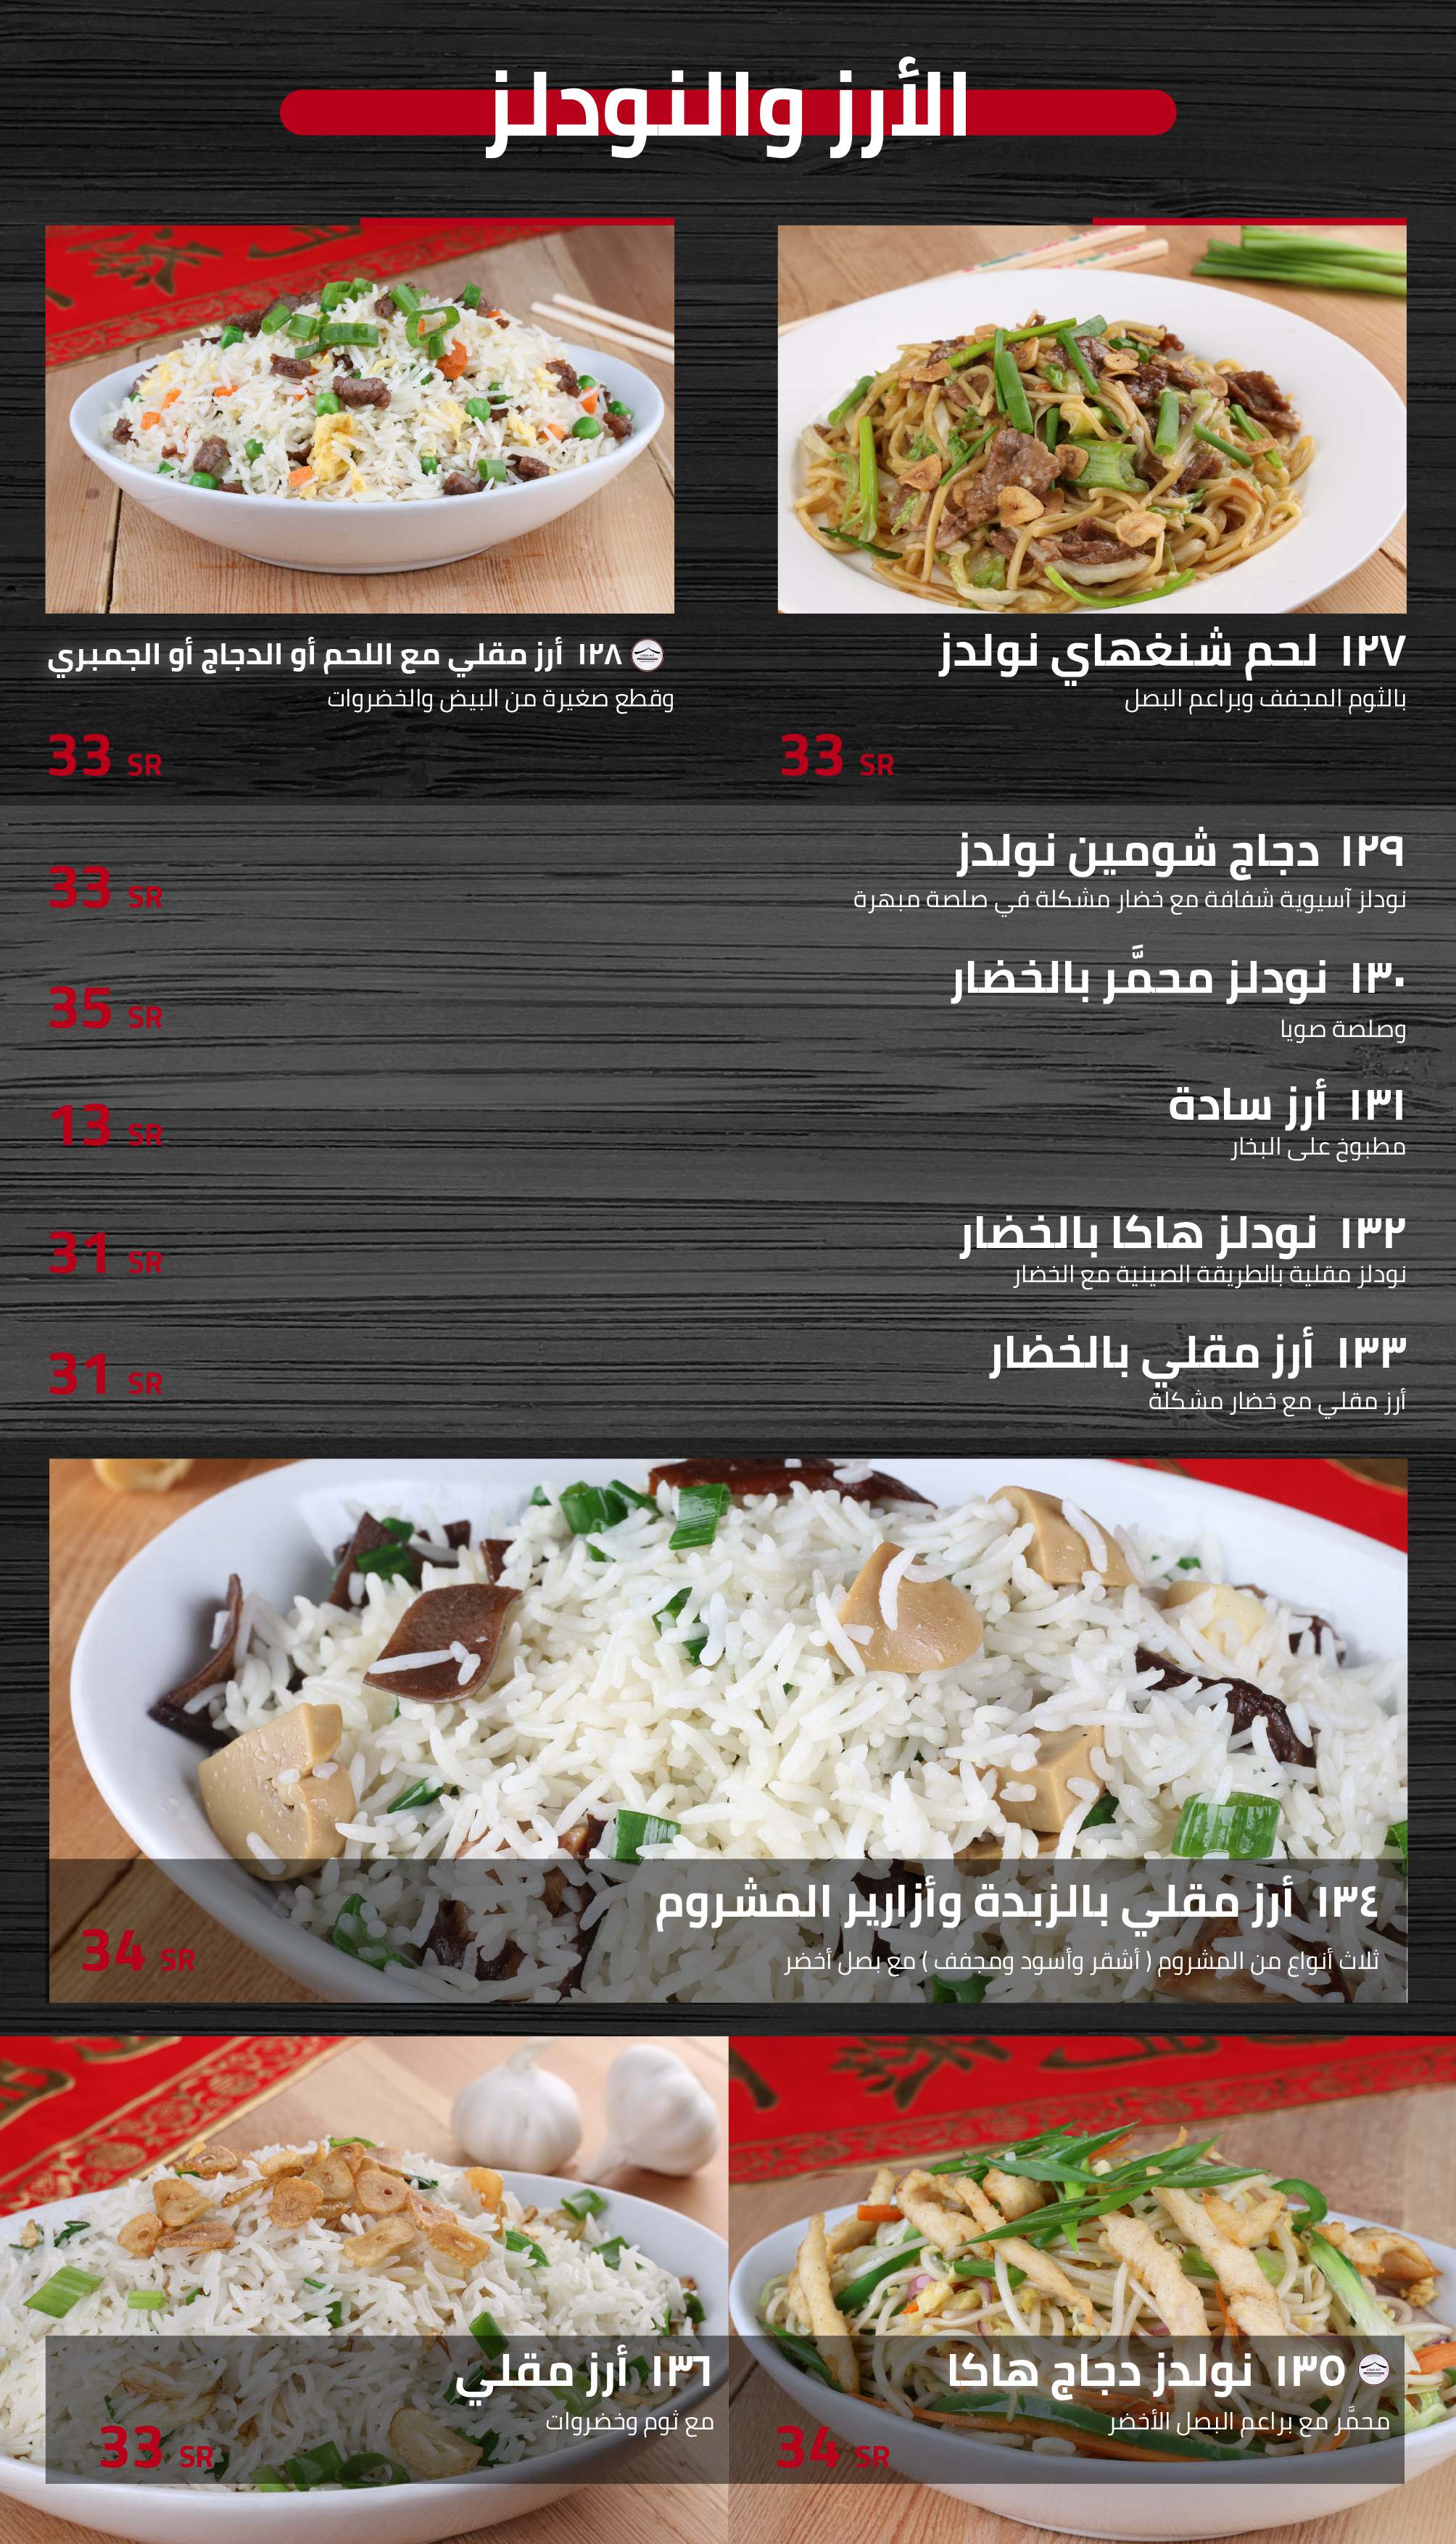 الأرز والنودلز
١٢٧ لحم شنغهاي نولدز
بالثوم المجفف وبراعم البصل
33 SR
١٢٨ أرز مقلي مع اللحم أو الدجاج أو الجمبري
وقطع صغيرة من البيض والخضروات
33 SR
١٢٩ دجاج شومين نولدز
نودلز آسيوية شفافة مع خضار مشكلة في صلصة مبهرة
33 SR
١٣٠ نودلز محمَّر بالخضار
وصلصة صويا
35 SR
١٣١ أرز سادة
مطبوخ على البخار
13 SR
١٣٢ نودلز هاكا بالخضار
نودلز مقلية بالطريقة الصينية مع الخضار
31 SR
١٣٣ أرز مقلي بالخضار
أرز مقلي مع خضار مشكلة
31 SR
١٣٤ أرز مقلي بالزبدة وأزارير المشروم
ثلاث أنواع من المشروم ( أشقر وأسود ومجفف ) مع بصل أخضر
34 SR
١٣٥ نولدز دجاج هاكا
محمَّر مع براعم البصل الأخضر
34 SR
١٣٦ أرز مقلي
مع ثوم وخضروات
33 SR